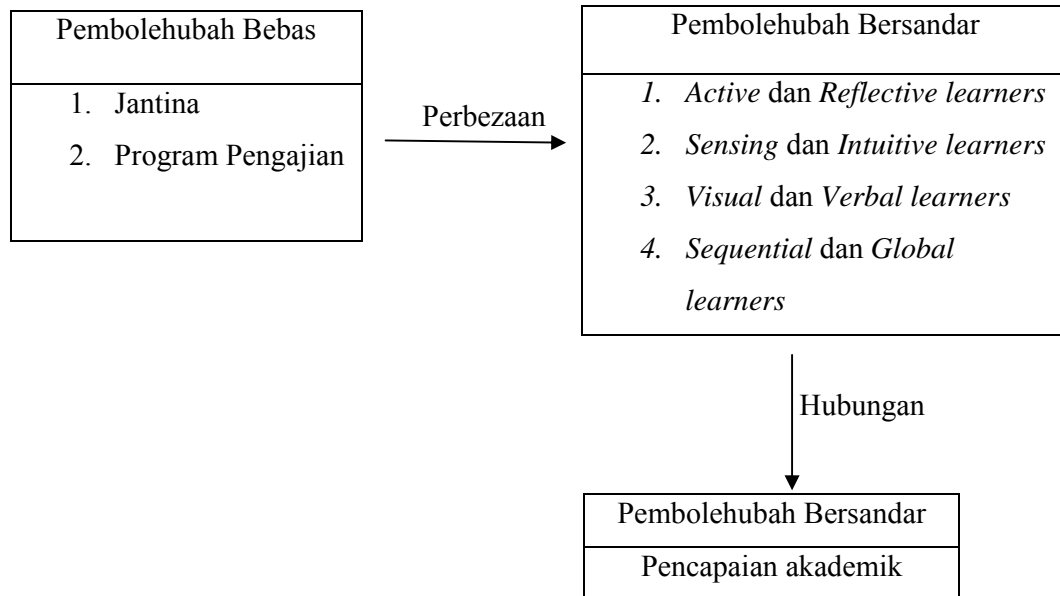 Pembolehubah Bebas
1. Jantina
2. Program Pengajian
Perbezaan
Pembolehubah Bersandar
1. Active dan Reflective learners
2. Sensing dan Intuitive learners
3. Visual dan Verbal learners
4. Sequential dan Global
learners
Hubungan
Pembolehubah Bersandar
Pencapaian akademik